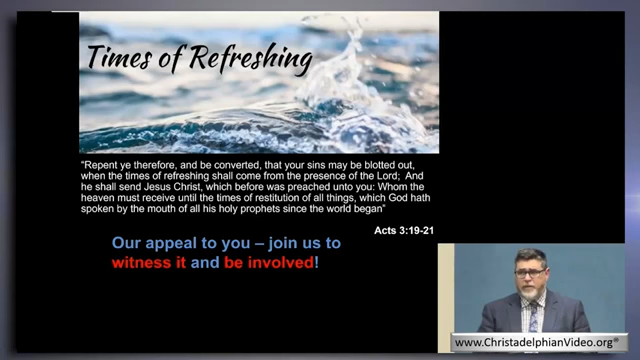 Times of Refreshing
“Repent ye therefore, and be converted, that your sins may be blotted out,
when the times of refreshing shall come from the presence of the Lord; And
he shall send Jesus Christ, which before was preached unto you: Whom the
heaven must receive until the times of restitution of all things, which God hath
spoken by the mouth of all his holy prophets since the world began”
Acts 3:19-21
Our appeal to you – join us to
witness it and be involved!
www.ChristadelphianVideo.org®